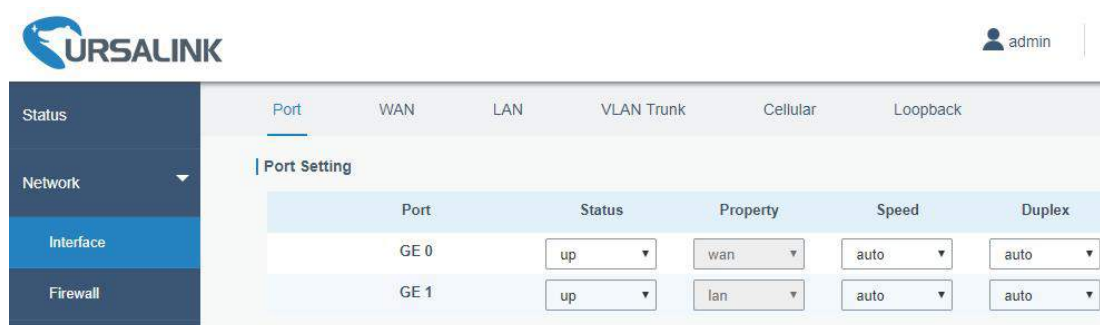 URSALINK
admin
Status
Port WAN LAN VLAN Trunk Cellular Loopback
Port Setting
Network
Port Status Property Speed Duplex
Interface
GE 0 up wan auto auto
Firewall
GE 1 up lan auto auto